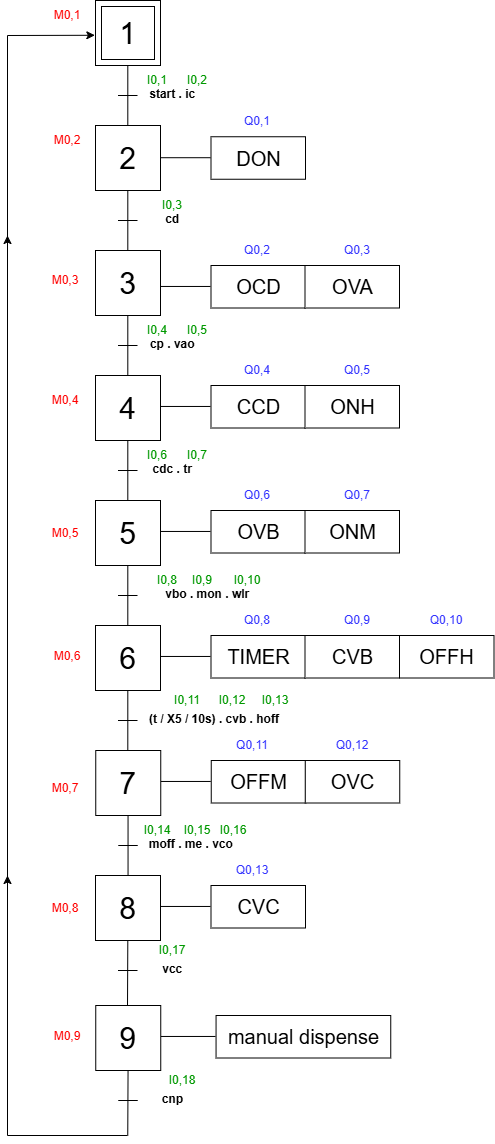 M0,1
1
I0,1 I0,2
start . ic
Q0,1
M0,2
2
DON
I0,3
cd
Q0,2 Q0,3
M0,3
3
OCD OVA
I0,4 I0,5
cp . vao
Q0,4 Q0,5
M0,4
4
CCD ONH
I0,6 I0,7
cdc . tr
Q0,6 Q0,7
M0,5
5
OVB ONM
I0,8 I0,9 I0,10
vbo . mon . wlr
Q0,8 Q0,9 Q0,10
M0,6
6
TIMER CVB OFFH
I0,11 I0,12 I0,13
(t / X5 / 10s) . cvb . hoff
Q0,11 Q0,12
M0,7
7
OFFM OVC
I0,14 I0,15 I0,16
moff . me . vco
Q0,13
M0,8
8
CVC
I0,17
vcc
M0,9
9
manual dispense
I0,18
cnp